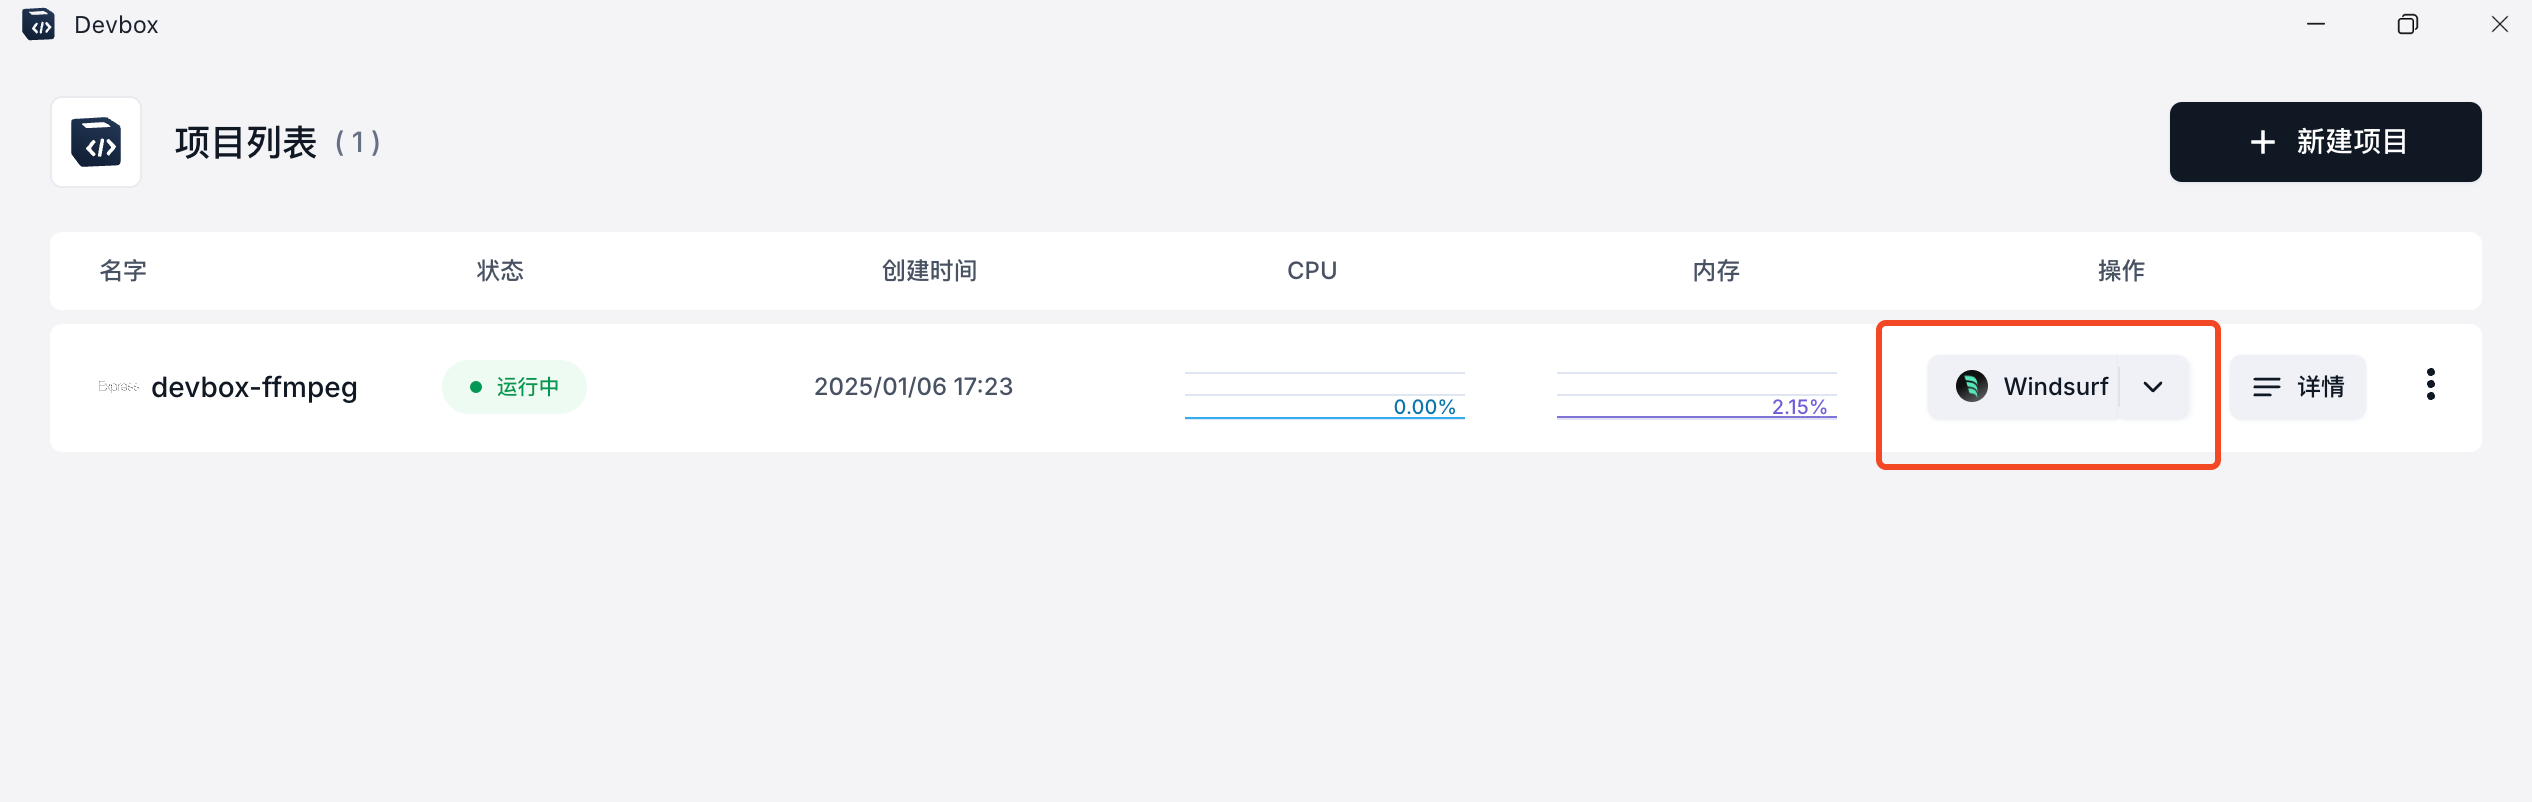 Devbox
项目列表 (1)
新建项目
名字 状态 创建时间 CPU 内存 操作
Express devbox-ffmpeg 运行中 2025/01/06 17:23 0.00% 2.15% Windsurf 详情